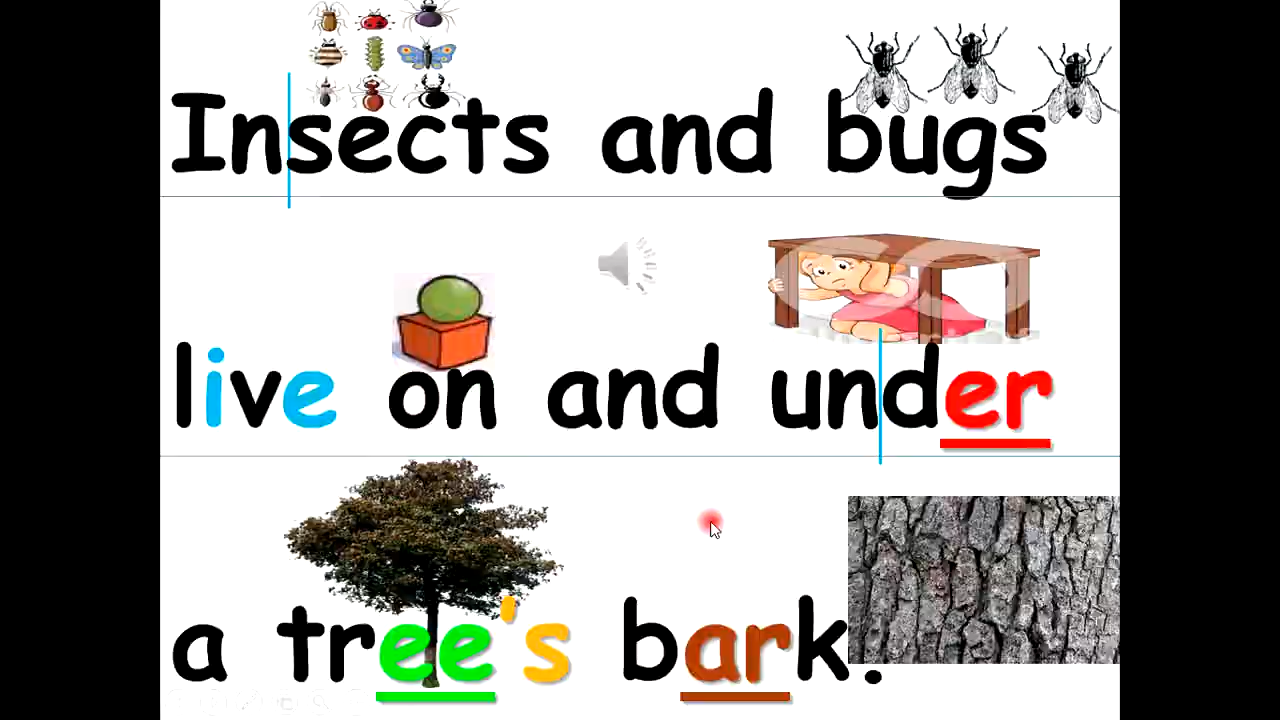 Insects and bugs
live on and under
a tree's bark.